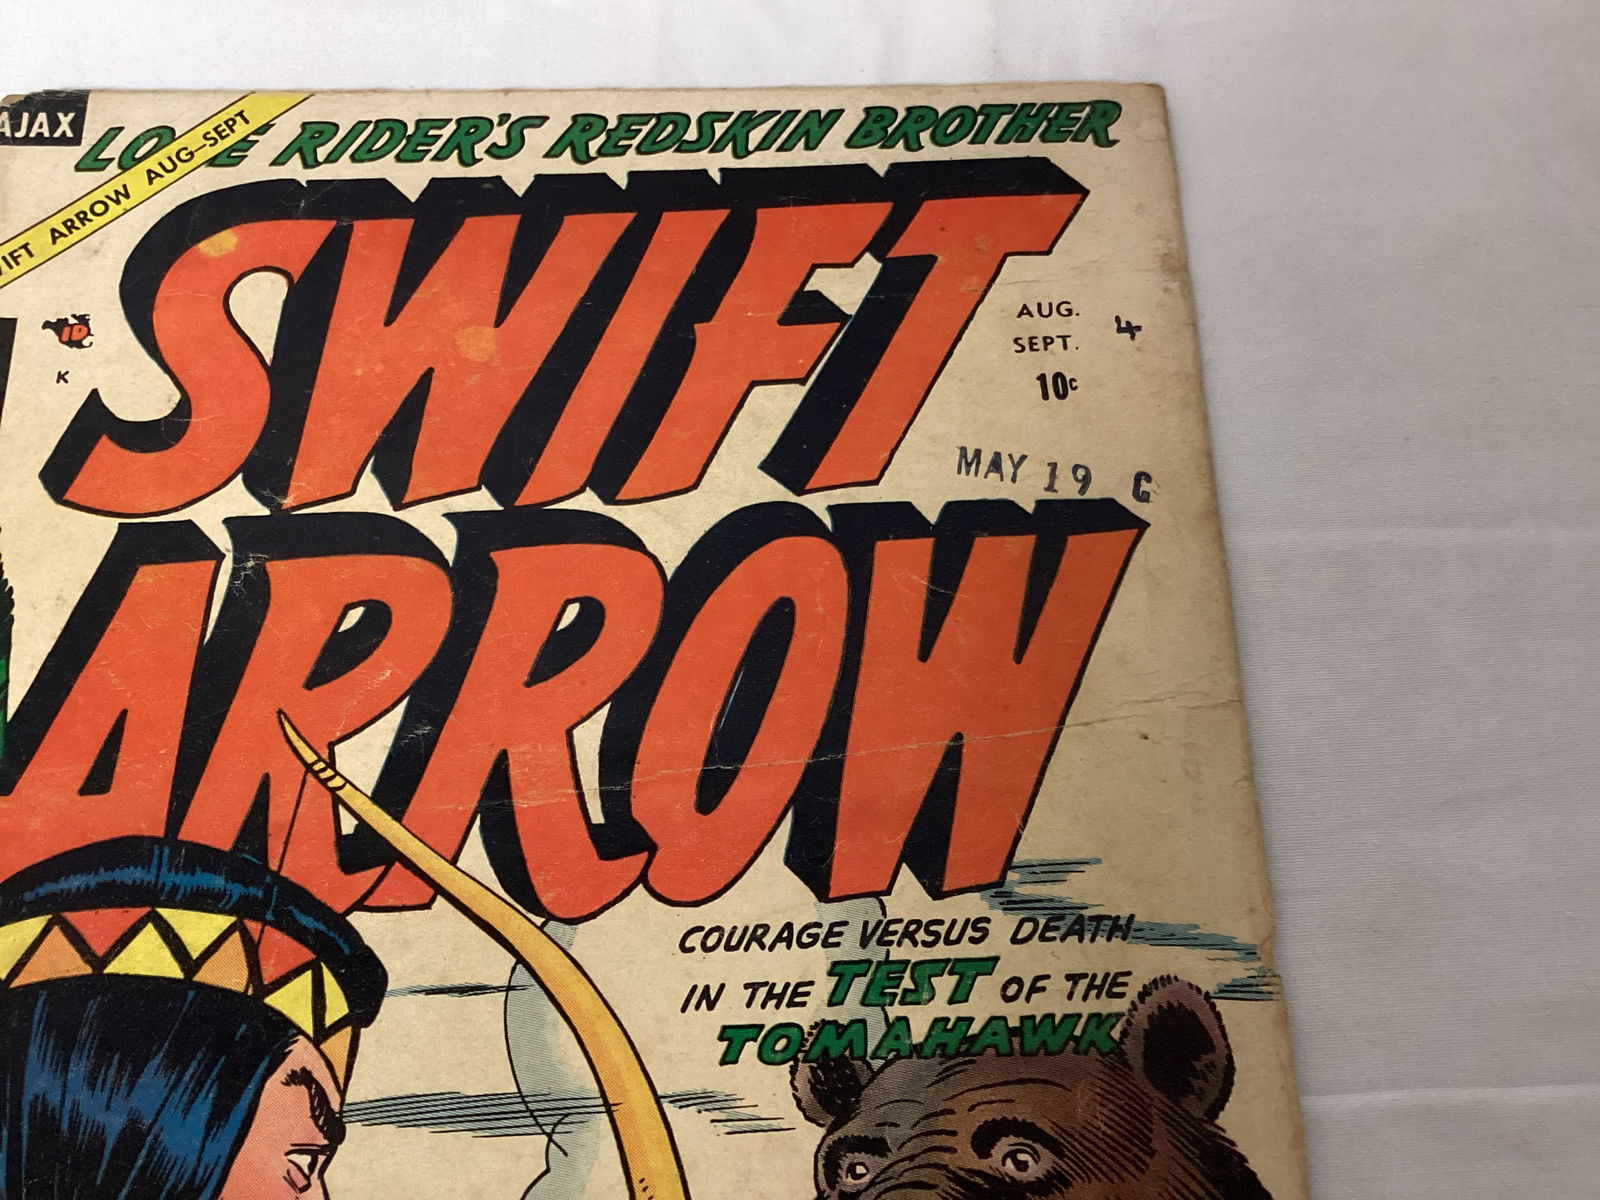 AJAX
LO E RIDER'S REDSKIN BROTHER
IFT ARROW AUG-SEPT
SWIFT
ARROW
AUG.
SEPT.
4
10¢
K
MAY 19 G
COURAGE VERSUS DEATH
IN THE TEST OF THE
TOMAHAWK